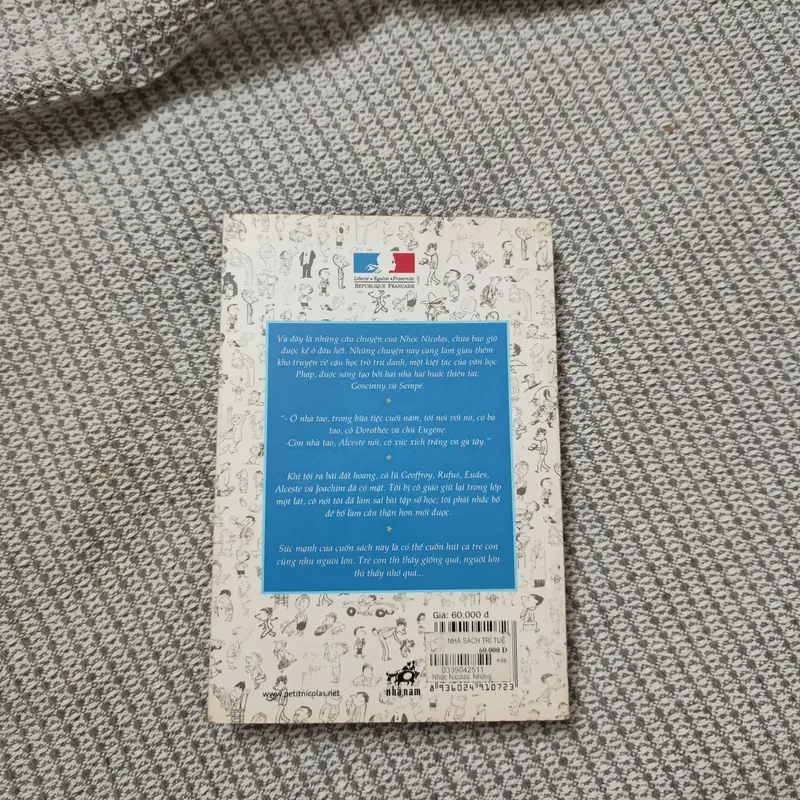 Liberté • Égalité • Fraternité
RÉPUBLIQUE FRANÇAISE
Và đây là những câu chuyện của Nhóc Nicolas, chưa bao giờ
được kể ở đâu hết. Những chuyện này càng làm giàu thêm
kho truyện về cậu học trò trứ danh, một kiệt tác của văn học
Pháp, được sáng tạo bởi hai nhà hài hước thiên tài:
Goscinny và Sempé.
*
"- Ở nhà tao, trong bữa tiệc cuối năm, tôi nói với nó, có bà
tao, cô Dorothée và chú Eugène.
-Còn nhà tao, Alceste nói, có xúc xích trắng và gà tây."
*
Khi tôi ra bãi đất hoang, cả lũ Geoffroy, Rufus, Eudes,
Alceste và Joachim đã có mặt. Tôi bị cô giáo giữ lại trong lớp
một lát, cô nói tôi đã làm sai bài tập số học; tôi phải nhắc bố
để bố làm cẩn thận hơn mới được.
*
Sức mạnh của cuốn sách này là có thể cuốn hút cả trẻ con
cũng như người lớn. Trẻ con thì thấy giống quá, người lớn
thì thấy nhớ quá...
Giá: 60.000 đ
NHÀ SÁCH TRÍ TUỆ
60.000 Đ
0339042511
Nhóc Nicolas: Những
8 936024 910723
www.petitnicolas.net
nhã nam